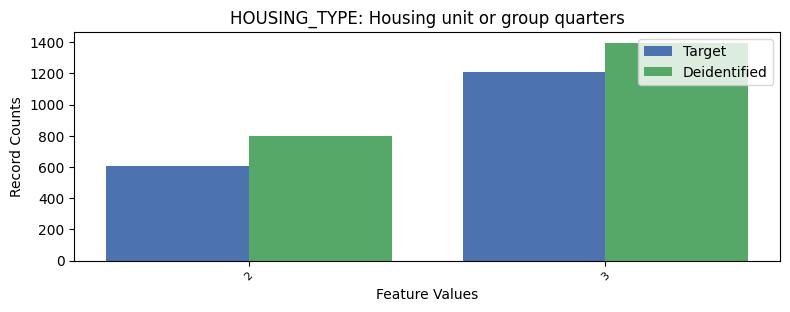 HOUSING_TYPE: Housing unit or group quarters
1400
1200
1000
800
600
400
200
0
Record Counts
Target
Deidentified
2
3
Feature Values